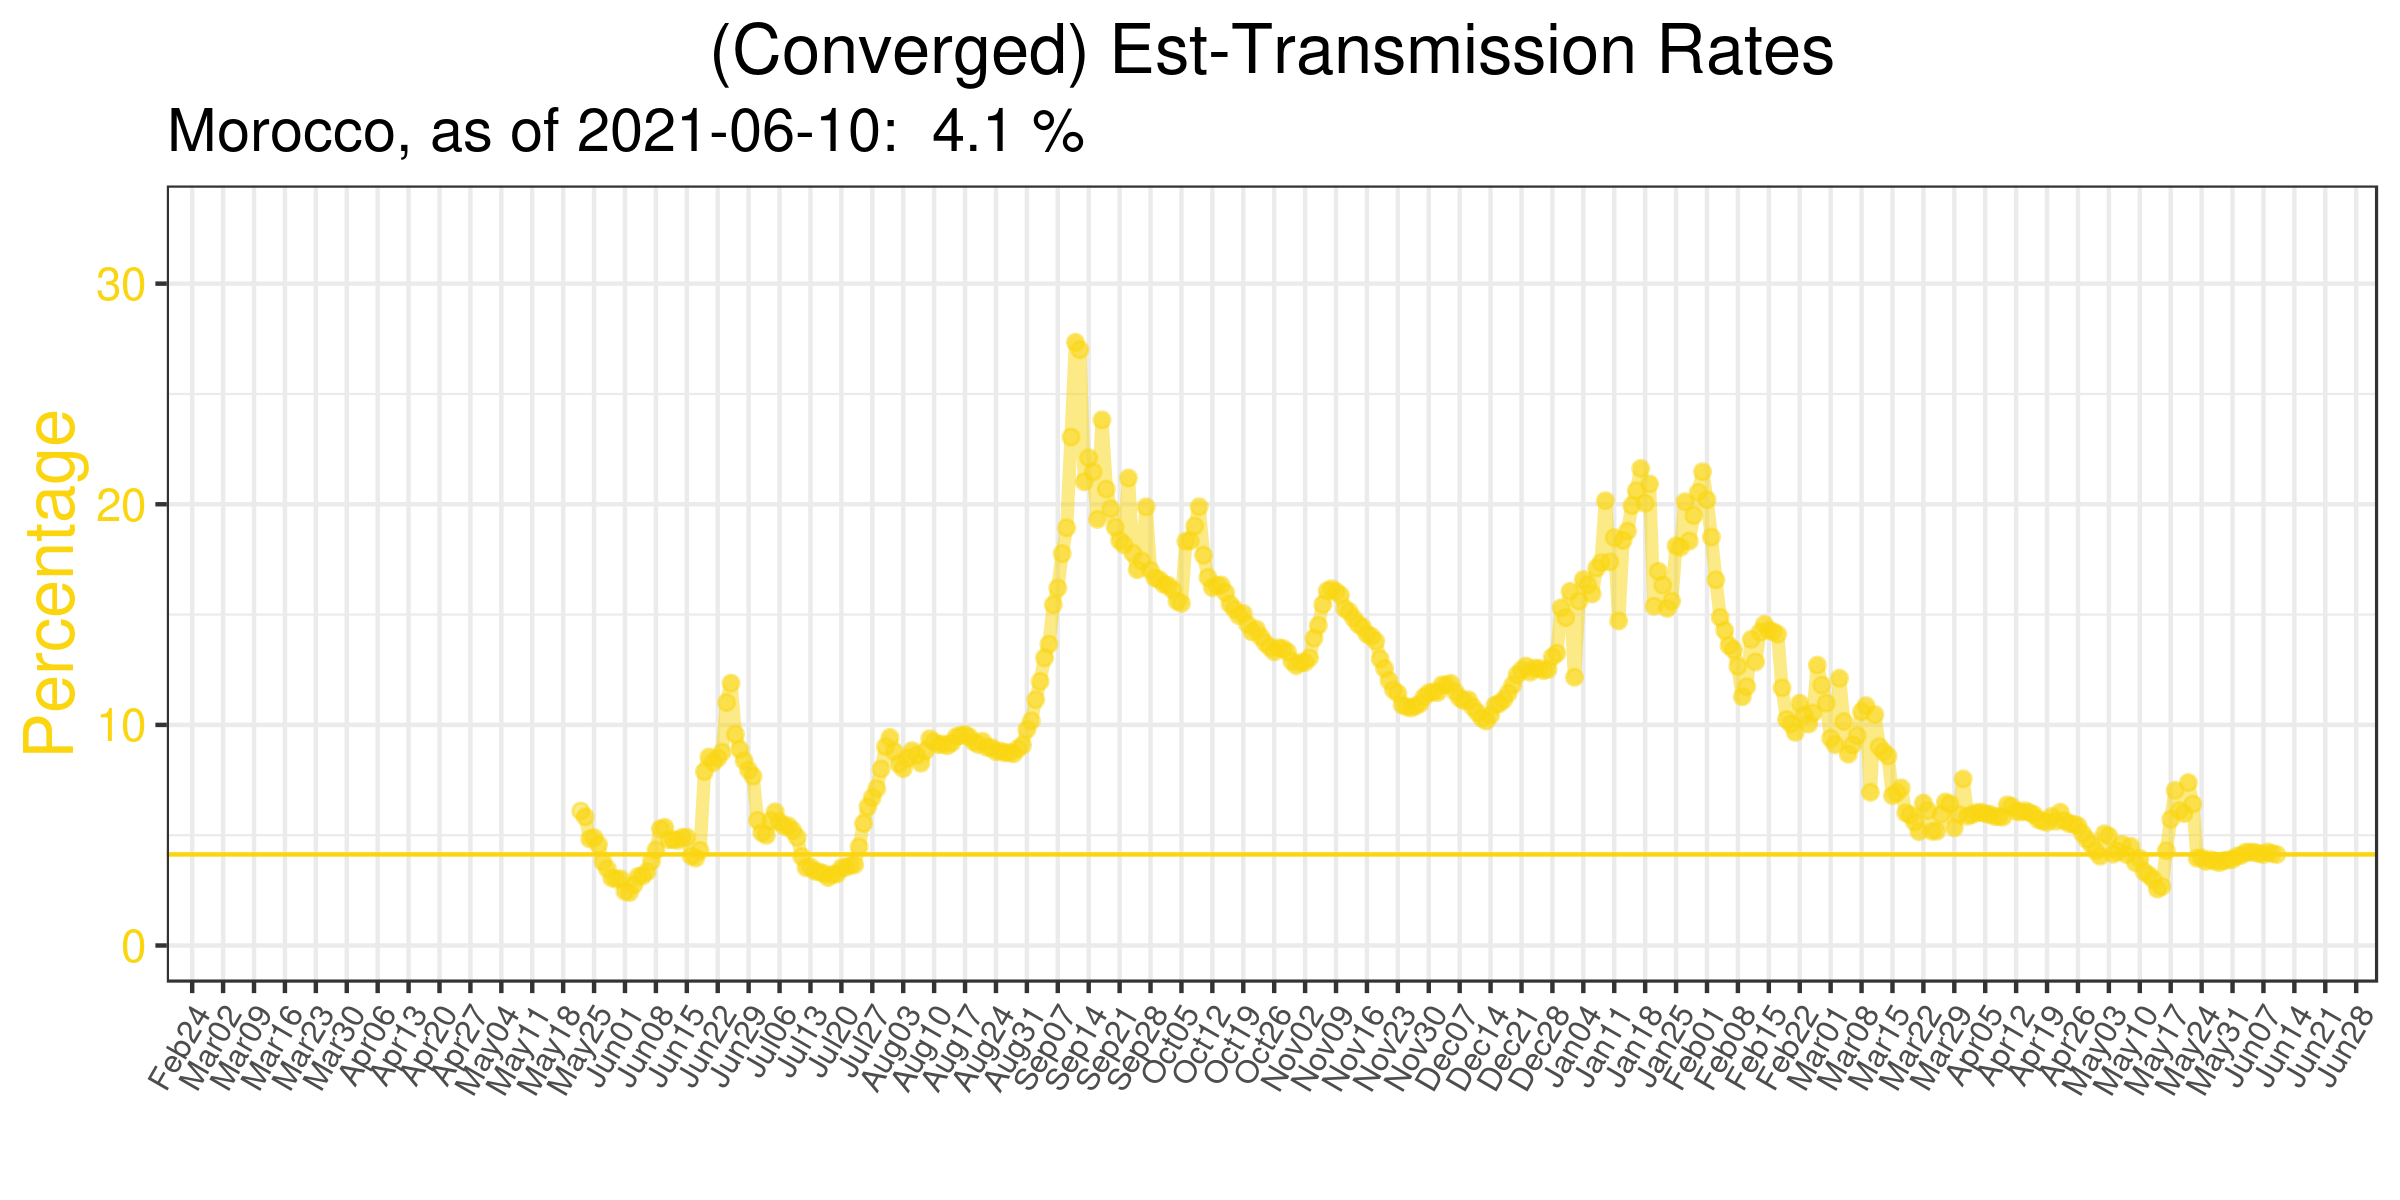 (Converged) Est-Transmission Rates
Morocco, as of 2021-06-10:  4.1 %
Percentage
30
20
10
0
Feb24
Mar02
Mar09
Mar16
Mar23
Mar30
Apr06
Apr13
Apr20
Apr27
May04
May11
May18
May25
Jun01
Jun08
Jun15
Jun22
Jun29
Jul06
Jul13
Jul20
Jul27
Aug03
Aug10
Aug17
Aug24
Aug31
Sep07
Sep14
Sep21
Sep28
Oct05
Oct12
Oct19
Oct26
Nov02
Nov09
Nov16
Nov23
Nov30
Dec07
Dec14
Dec21
Dec28
Jan04
Jan11
Jan18
Jan25
Feb01
Feb08
Feb15
Feb22
Mar01
Mar08
Mar15
Mar22
Mar29
Apr05
Apr12
Apr19
Apr26
May03
May10
May17
May24
May31
Jun07
Jun14
Jun21
Jun28